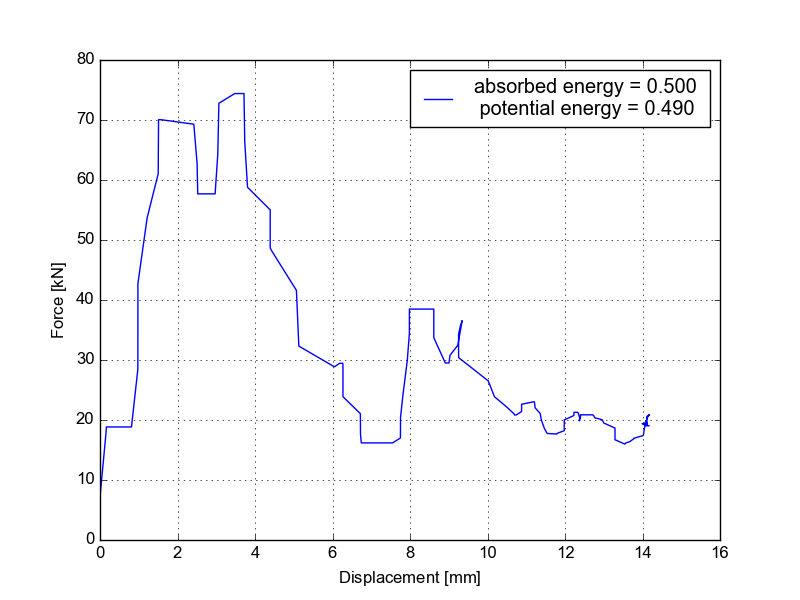 absorbed energy = 0.500
potential energy = 0.490
80
70
60
50
40
30
20
10
0
Force [kN]
0 2 4 6 8 10 12 14 16
Displacement [mm]